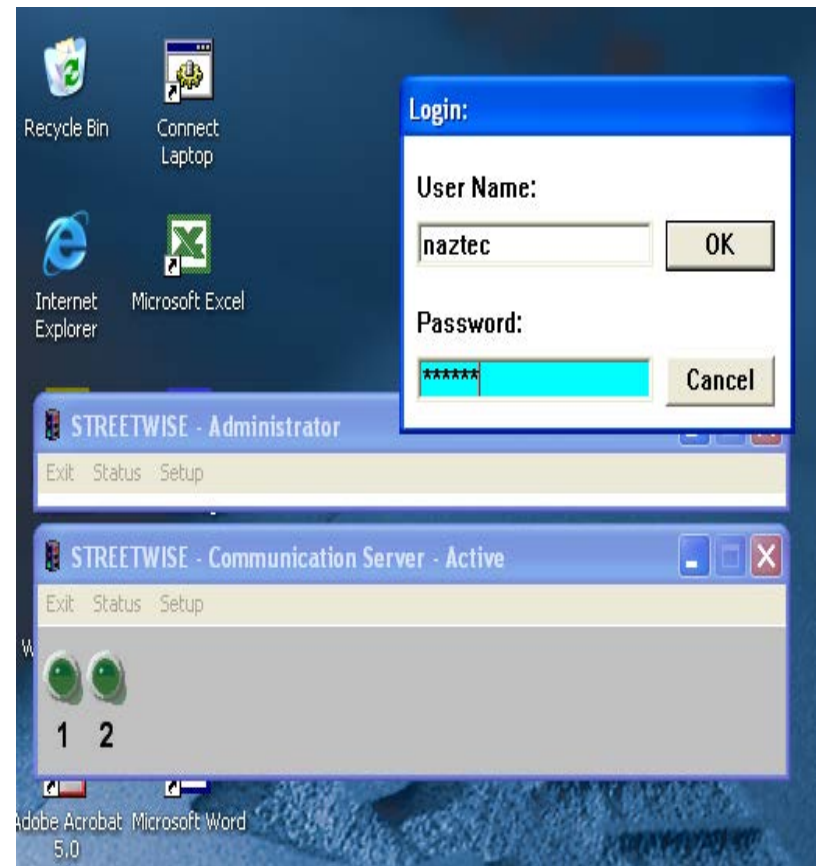 Recycle Bin
Connect
Laptop
Internet
Explorer
Microsoft Excel
Login:
User Name:
naztec
OK
Password:
******
Cancel
STREETWISE - Administrator
Exit Status Setup
STREETWISE - Communication Server - Active
Exit Status Setup
1 2
Adobe Acrobat
5.0
Microsoft Word